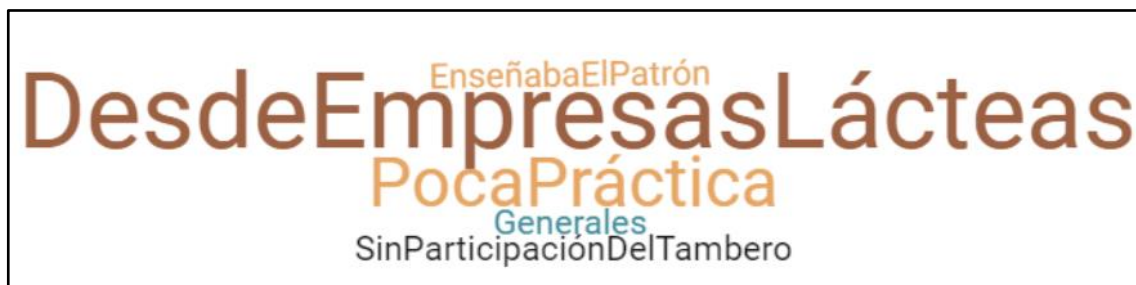 EnseñabaElPatrón
DesdeEmpresasLácteas
PocaPráctica
Generales
SinParticipaciónDelTambero